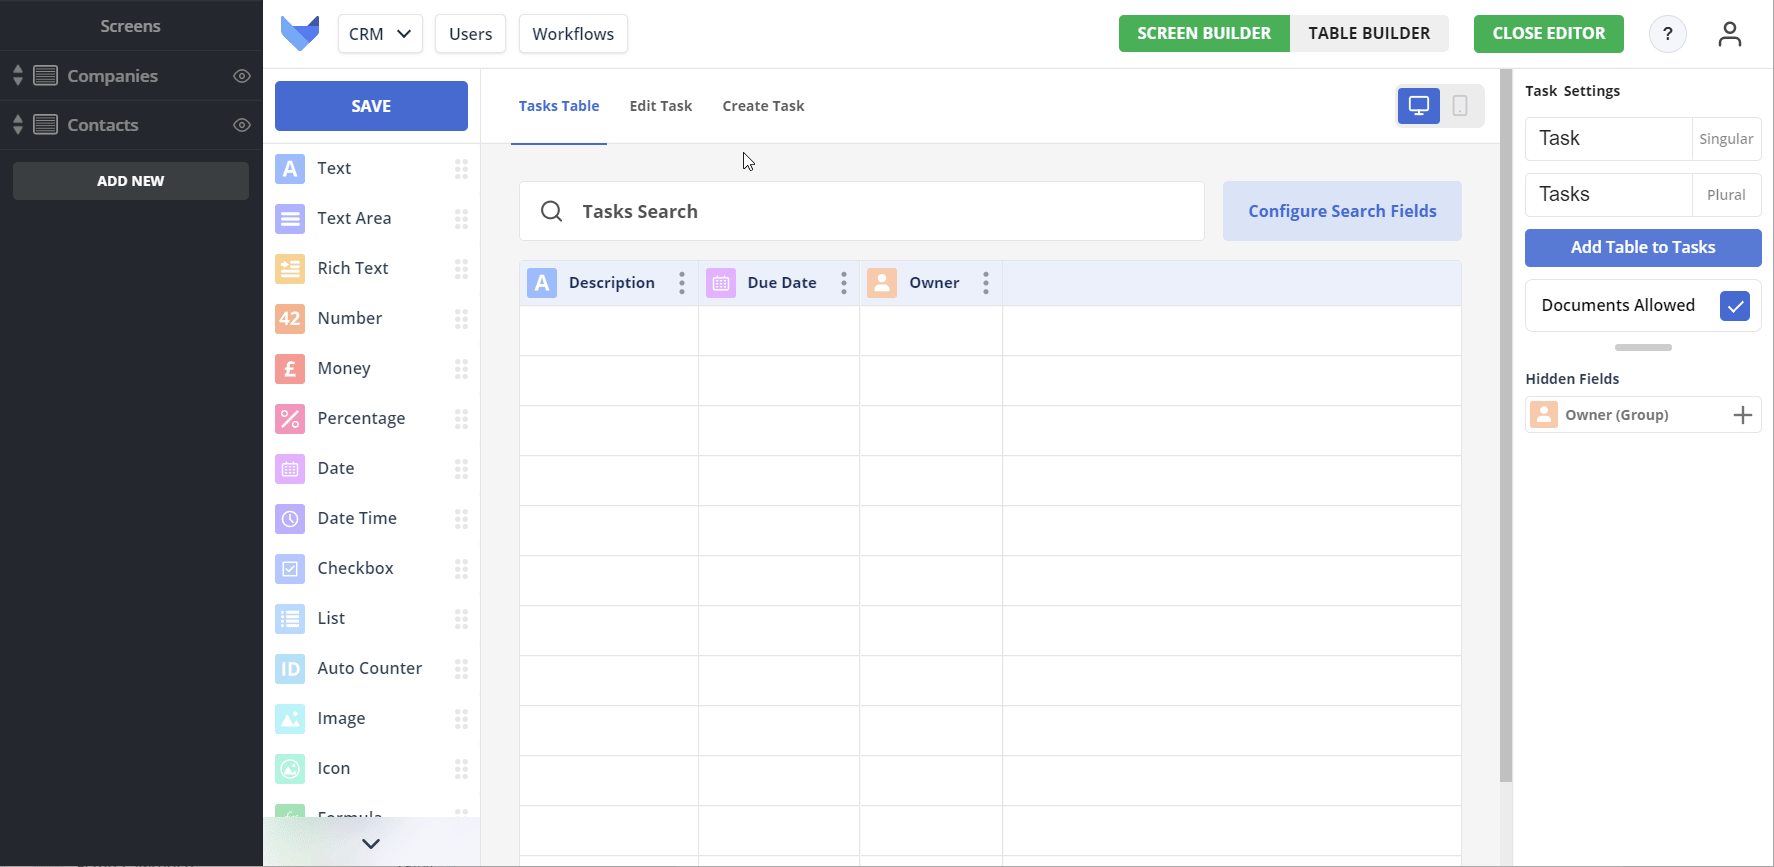 Screens
Companies
Contacts
ADD NEW
CRM
Users
Workflows
SCREEN BUILDER
TABLE BUILDER
CLOSE EDITOR
?
SAVE
A Text
Text Area
Rich Text
42 Number
£ Money
Percentage
Date
Date Time
Checkbox
List
ID Auto Counter
Image
Icon
Formula
Tasks Table
Edit Task
Create Task
Tasks Search
Configure Search Fields
A Description
Due Date
Owner
Task Settings
Task Singular
Tasks Plural
Add Table to Tasks
Documents Allowed
Hidden Fields
Owner (Group)